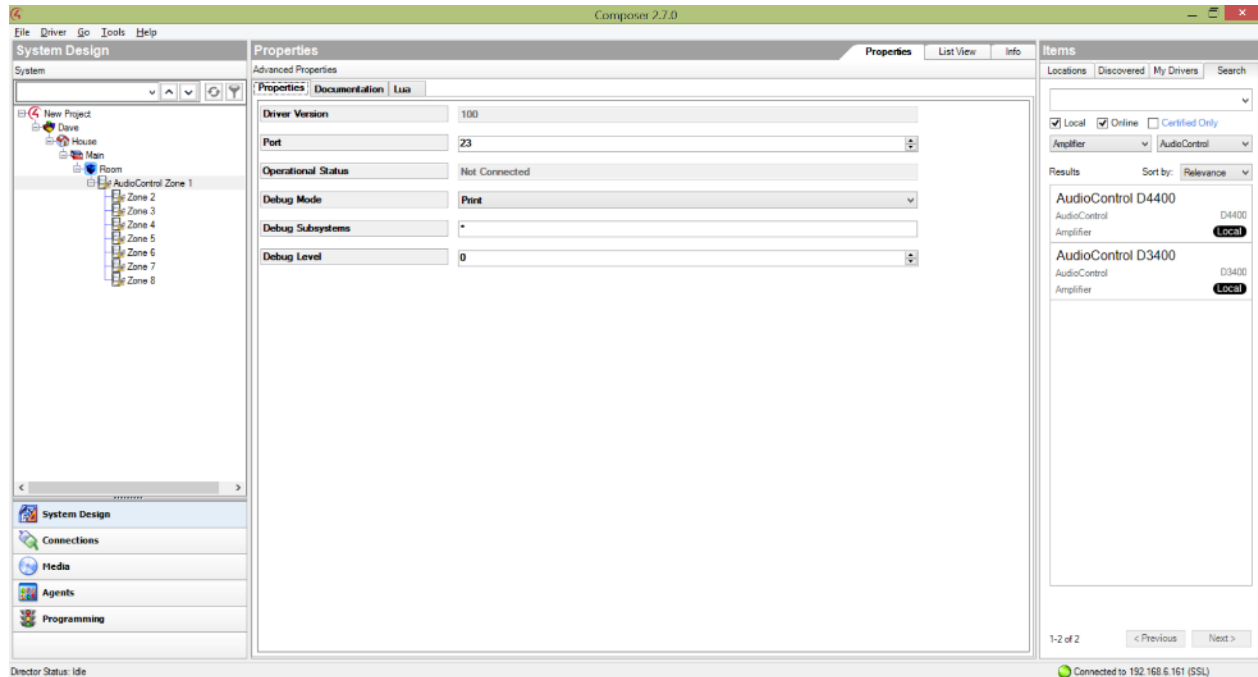 Composer 2.7.0
File Driver Go Tools Help
System Design
System
New Project
Dave
House
Main
Room
AudioControl Zone 1
Zone 2
Zone 3
Zone 4
Zone 5
Zone 6
Zone 7
Zone 8
System Design
Connections
Media
Agents
Programming
Properties
Properties List View Info
Advanced Properties
Properties Documentation Lua
Driver Version 100
Port 23
Operational Status Not Connected
Debug Mode Print
Debug Subsystems *
Debug Level 0
Items
Locations Discovered My Drivers Search
Local Online Certified Only
Amplifier AudioControl
Results Sort by: Relevance
AudioControl D4400
AudioControl D4400
Amplifier Local
AudioControl D3400
AudioControl D3400
Amplifier Local
1-2 of 2 < Previous Next >
Director Status: Idle
Connected to 192.168.6.161 (SSL)